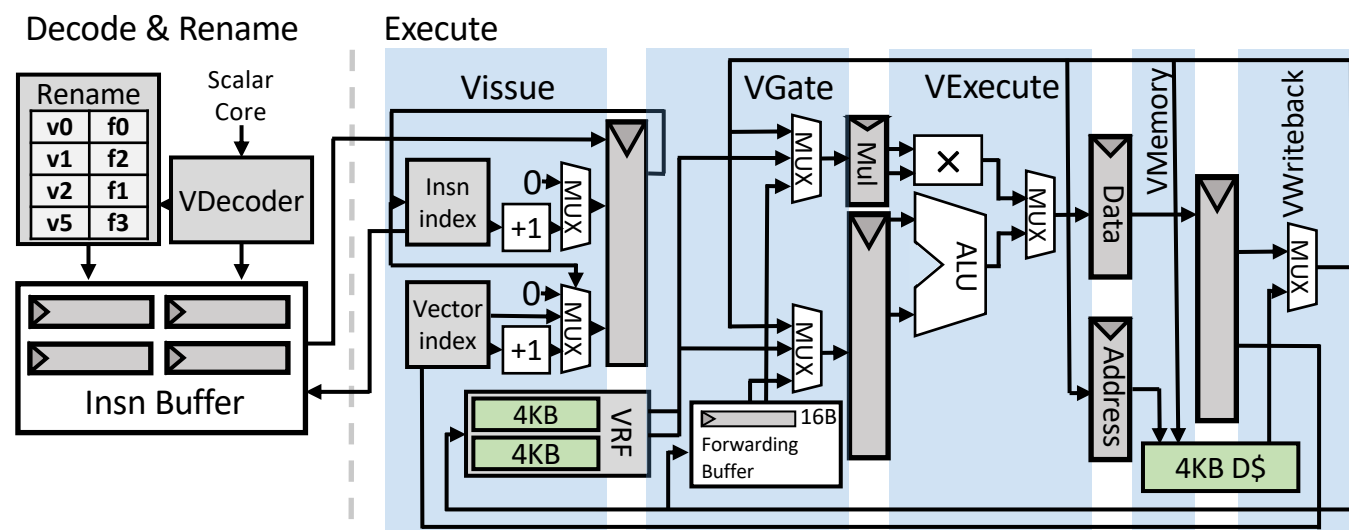 Decode & Rename
Execute
Rename
v0 f0
v1 f2
v2 f1
v5 f3
Scalar
Core
VDecoder
Insn Buffer
Vissue
Insn
index
+1
0
MUX
Vector
index
+1
0
MUX
4KB
4KB
VRF
VGate
MUX
MUX
16B
Forwarding
Buffer
Mul
VExecute
×
ALU
MUX
Data
Address
VMemory
4KB D$
VWriteback
MUX